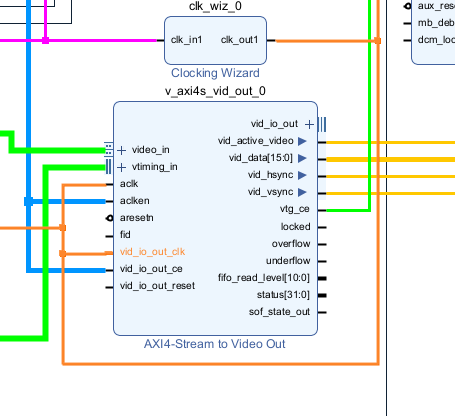 clk_wiz_0
clk_in1 clk_out1
Clocking Wizard
v_axi4s_vid_out_0
vid_io_out
video_in
vid_active_video
vtiming_in
vid_data[15:0]
aclk
vid_hsync
aclken
vid_vsync
aresetn
vtg_ce
fid
locked
vid_io_out_clk
overflow
vid_io_out_ce
underflow
vid_io_out_reset
fifo_read_level[10:0]
status[31:0]
sof_state_out
AXI4-Stream to Video Out
aux_res
mb_deb
dcm_loc